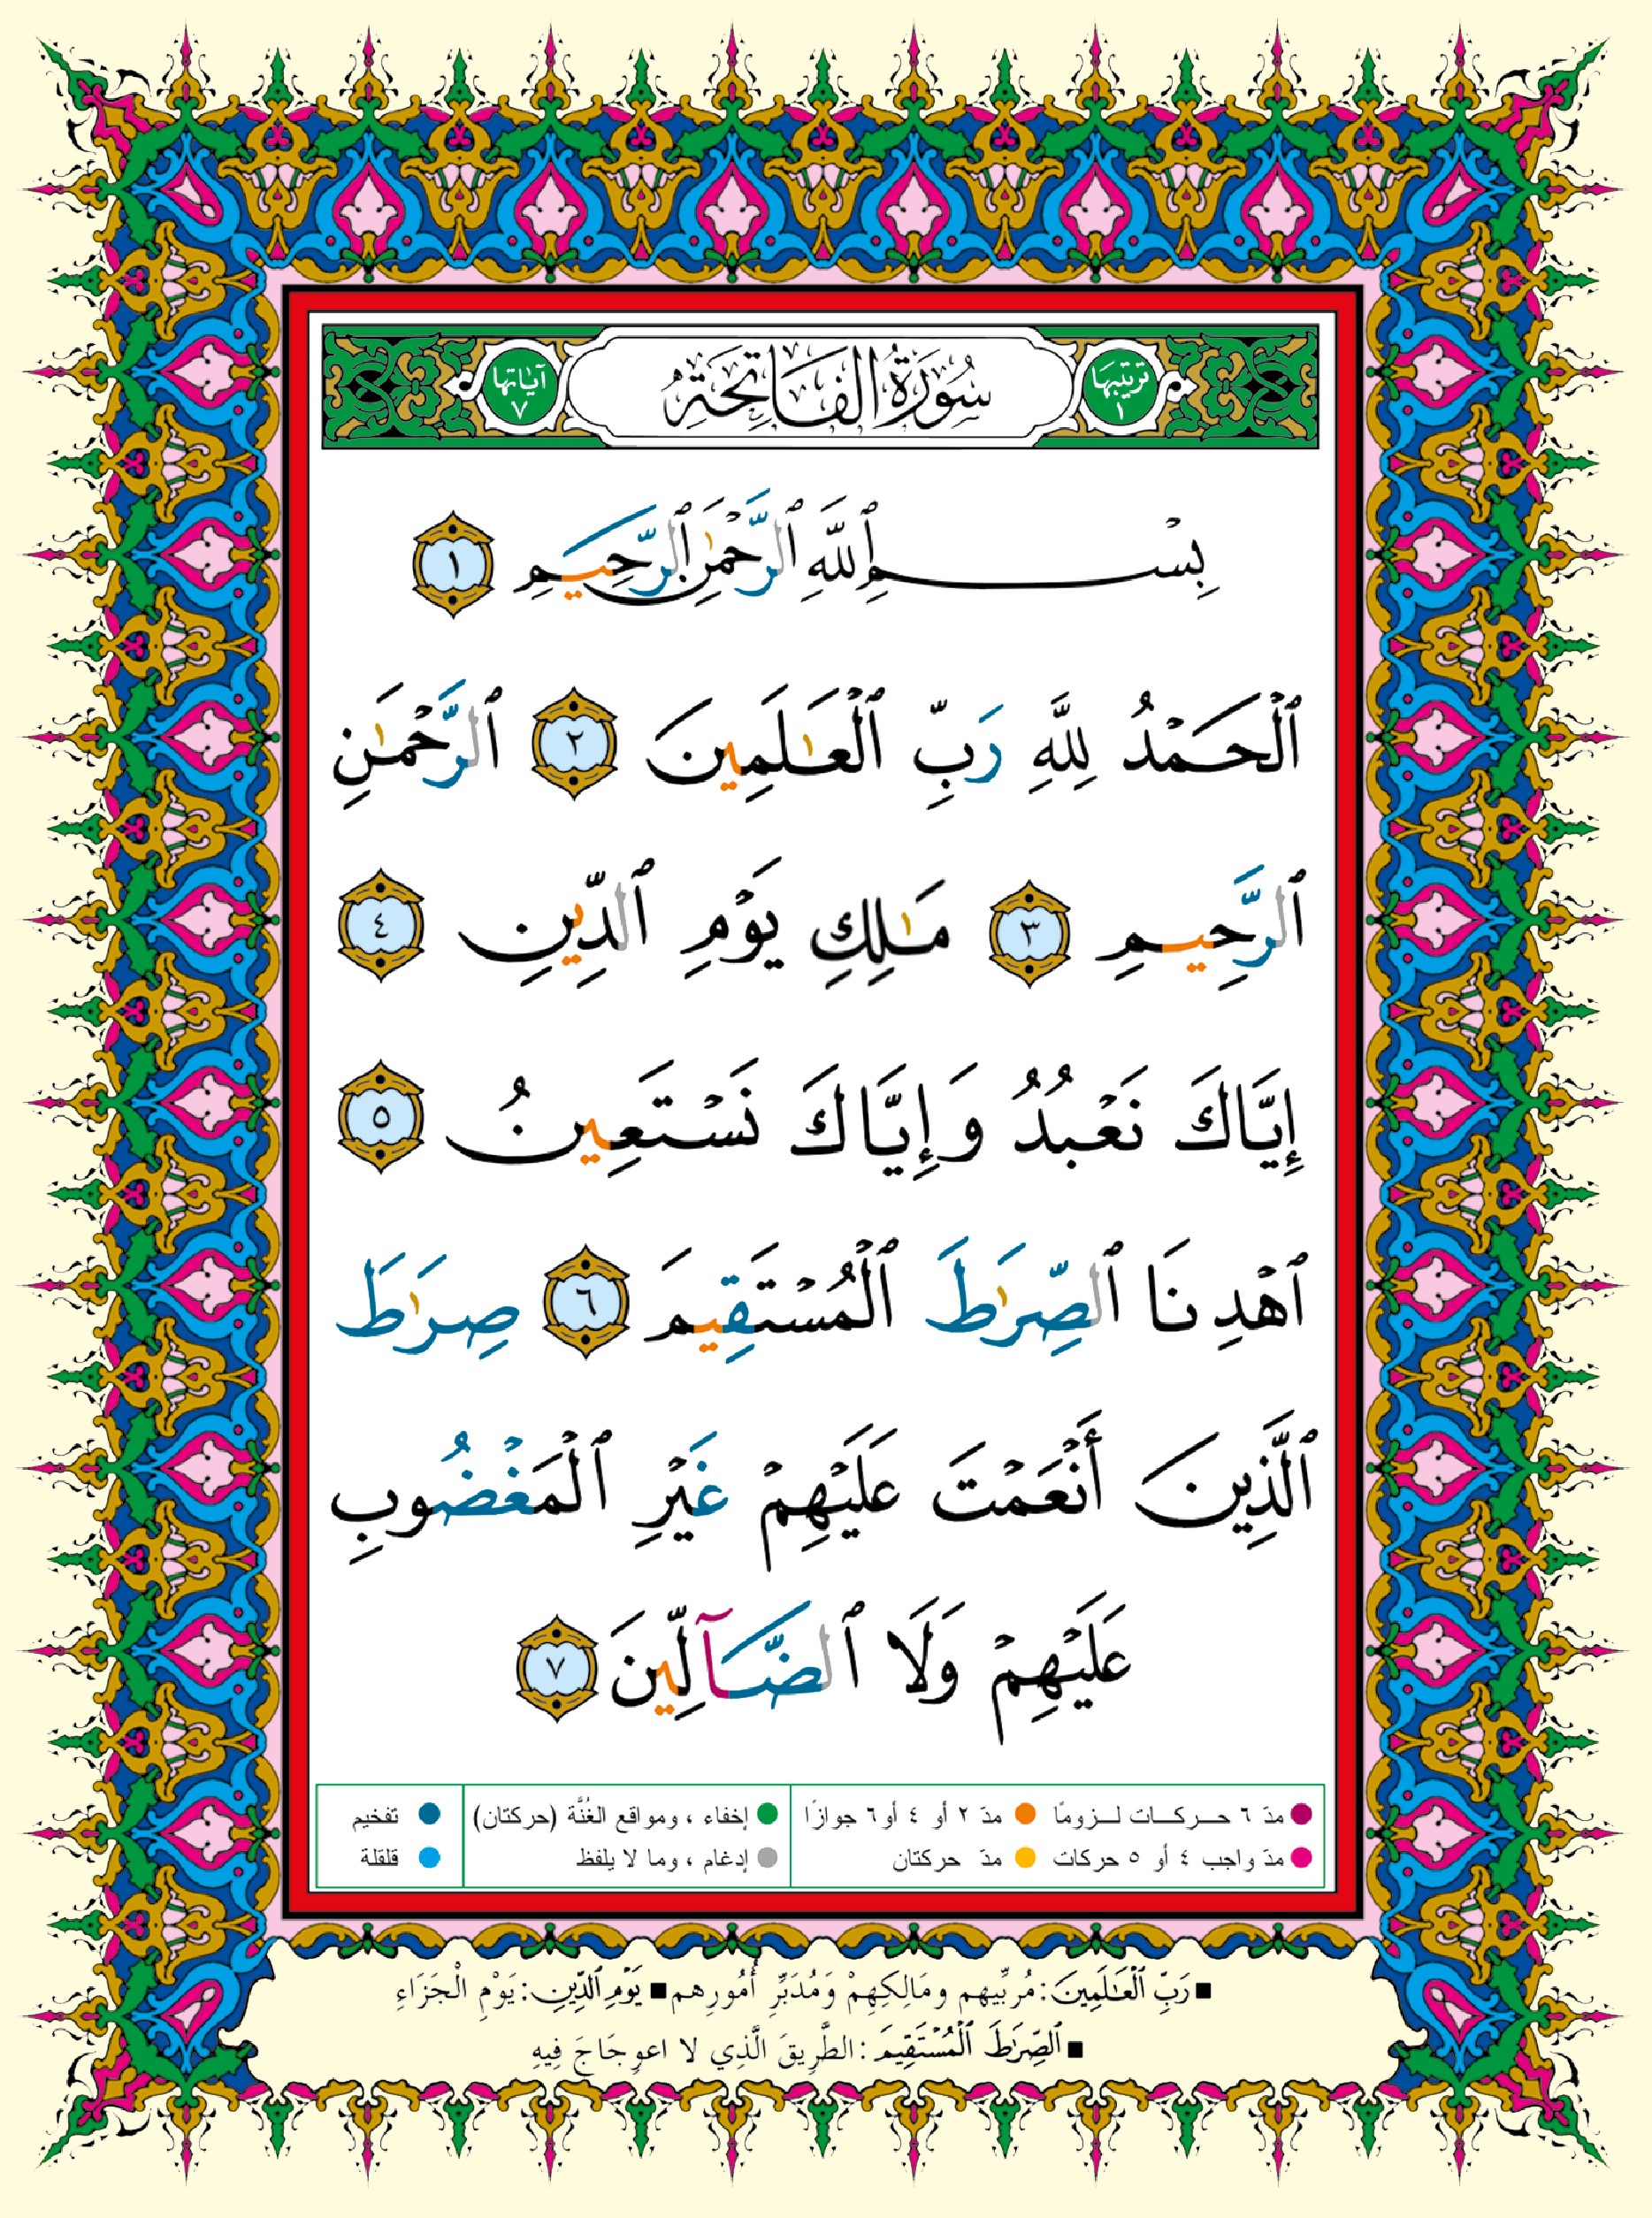 ترتيبها ١
سُورَةُ الفَاتِحَةِ
آياتها ٧
بِسْمِ ٱللَّهِ ٱلرَّحْمَٰنِ ٱلرَّحِيمِ ١
ٱلْحَمْدُ لِلَّهِ رَبِّ ٱلْعَٰلَمِينَ ٢ ٱلرَّحْمَٰنِ
ٱلرَّحِيمِ ٣ مَٰلِكِ يَوْمِ ٱلدِّينِ ٤
إِيَّاكَ نَعْبُدُ وَإِيَّاكَ نَسْتَعِينُ ٥
ٱهْدِنَا ٱلصِّرَٰطَ ٱلْمُسْتَقِيمَ ٦ صِرَٰطَ
ٱلَّذِينَ أَنْعَمْتَ عَلَيْهِمْ غَيْرِ ٱلْمَغْضُوبِ
عَلَيْهِمْ وَلَا ٱلضَّآلِّينَ ٧
مدّ ٦ حركات لزومًا مدّ ٢ أو ٤ أو ٦ جوازًا إخفاء ، ومواقع الغُنَّة (حركتان) تفخيم
مدّ واجب ٤ أو ٥ حركات مدّ حركتان إدغام ، وما لا يلفظ قلقلة
■ رَبِّ ٱلْعَٰلَمِينَ: مُرَبِّيهِم ومَالِكِهِمْ وَمُدَبِّرِ أُمُورِهِم ■ يَوْمِ ٱلدِّينِ: يَوْمِ الْجَزَاءِ
■ ٱلصِّرَٰطَ ٱلْمُسْتَقِيمَ: الطَّرِيقَ الَّذِي لا اعوِجَاجَ فِيهِ